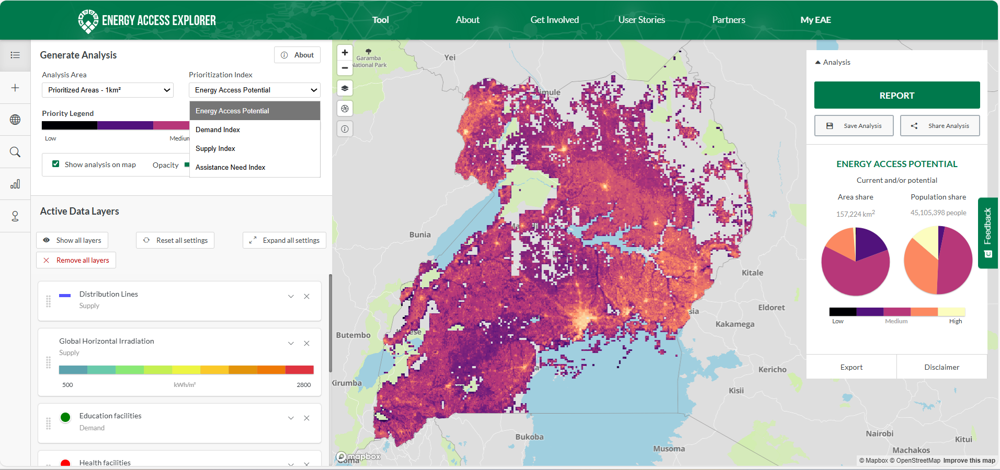 ENERGY ACCESS EXPLORER
Tool
About
Get Involved
User Stories
Partners
My EAE
Generate Analysis
About
Analysis Area
Prioritization Index
Prioritized Areas - 1km²
Energy Access Potential
Energy Access Potential
Demand Index
Supply Index
Assistance Need Index
Priority Legend
Low
Medium
Show analysis on map
Opacity
Active Data Layers
Show all layers
Reset all settings
Expand all settings
Remove all layers
Distribution Lines
Supply
Global Horizontal Irradiation
Supply
500
kWh/m²
2800
Education facilities
Demand
Health facilities
Garamba
National Park
Yei
Bunia
Butembo
Kirumba
Goma
Bukoba
Musoma
Kitale
Eldoret
Kakamega
Kericho
Kisii
Nairobi
Kitui
Machakos
mapbox
© Mapbox © OpenStreetMap Improve this map
Analysis
REPORT
Save Analysis
Share Analysis
ENERGY ACCESS POTENTIAL
Current and/or potential
Area share
Population share
157,224 km2
45,105,398 people
Low
Medium
High
Export
Disclaimer
Feedback